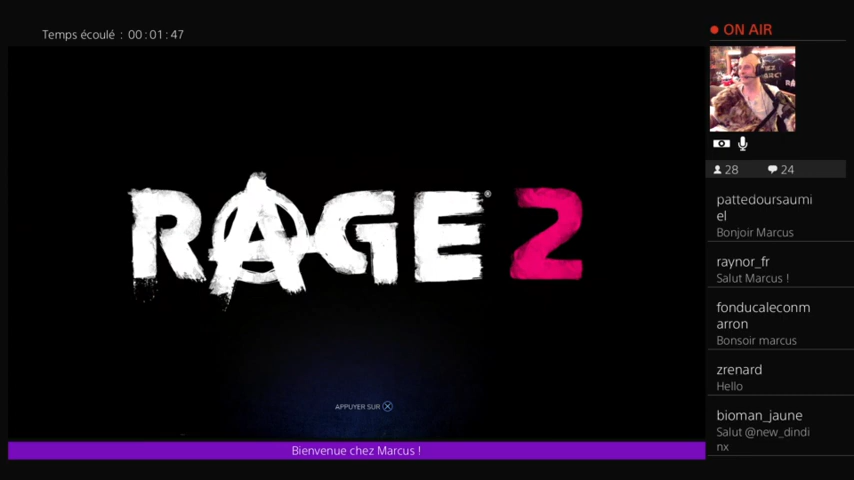 Temps écoulé : 00:01:47
ON AIR
28 24
RAGE® 2
pattedoursaumi
el
Bonjoir Marcus
raynor_fr
Salut Marcus !
fonducaleconm
arron
Bonsoir marcus
zrenard
Hello
bioman_jaune
Salut @new_dindi
nx
APPUYER SUR
Bienvenue chez Marcus !